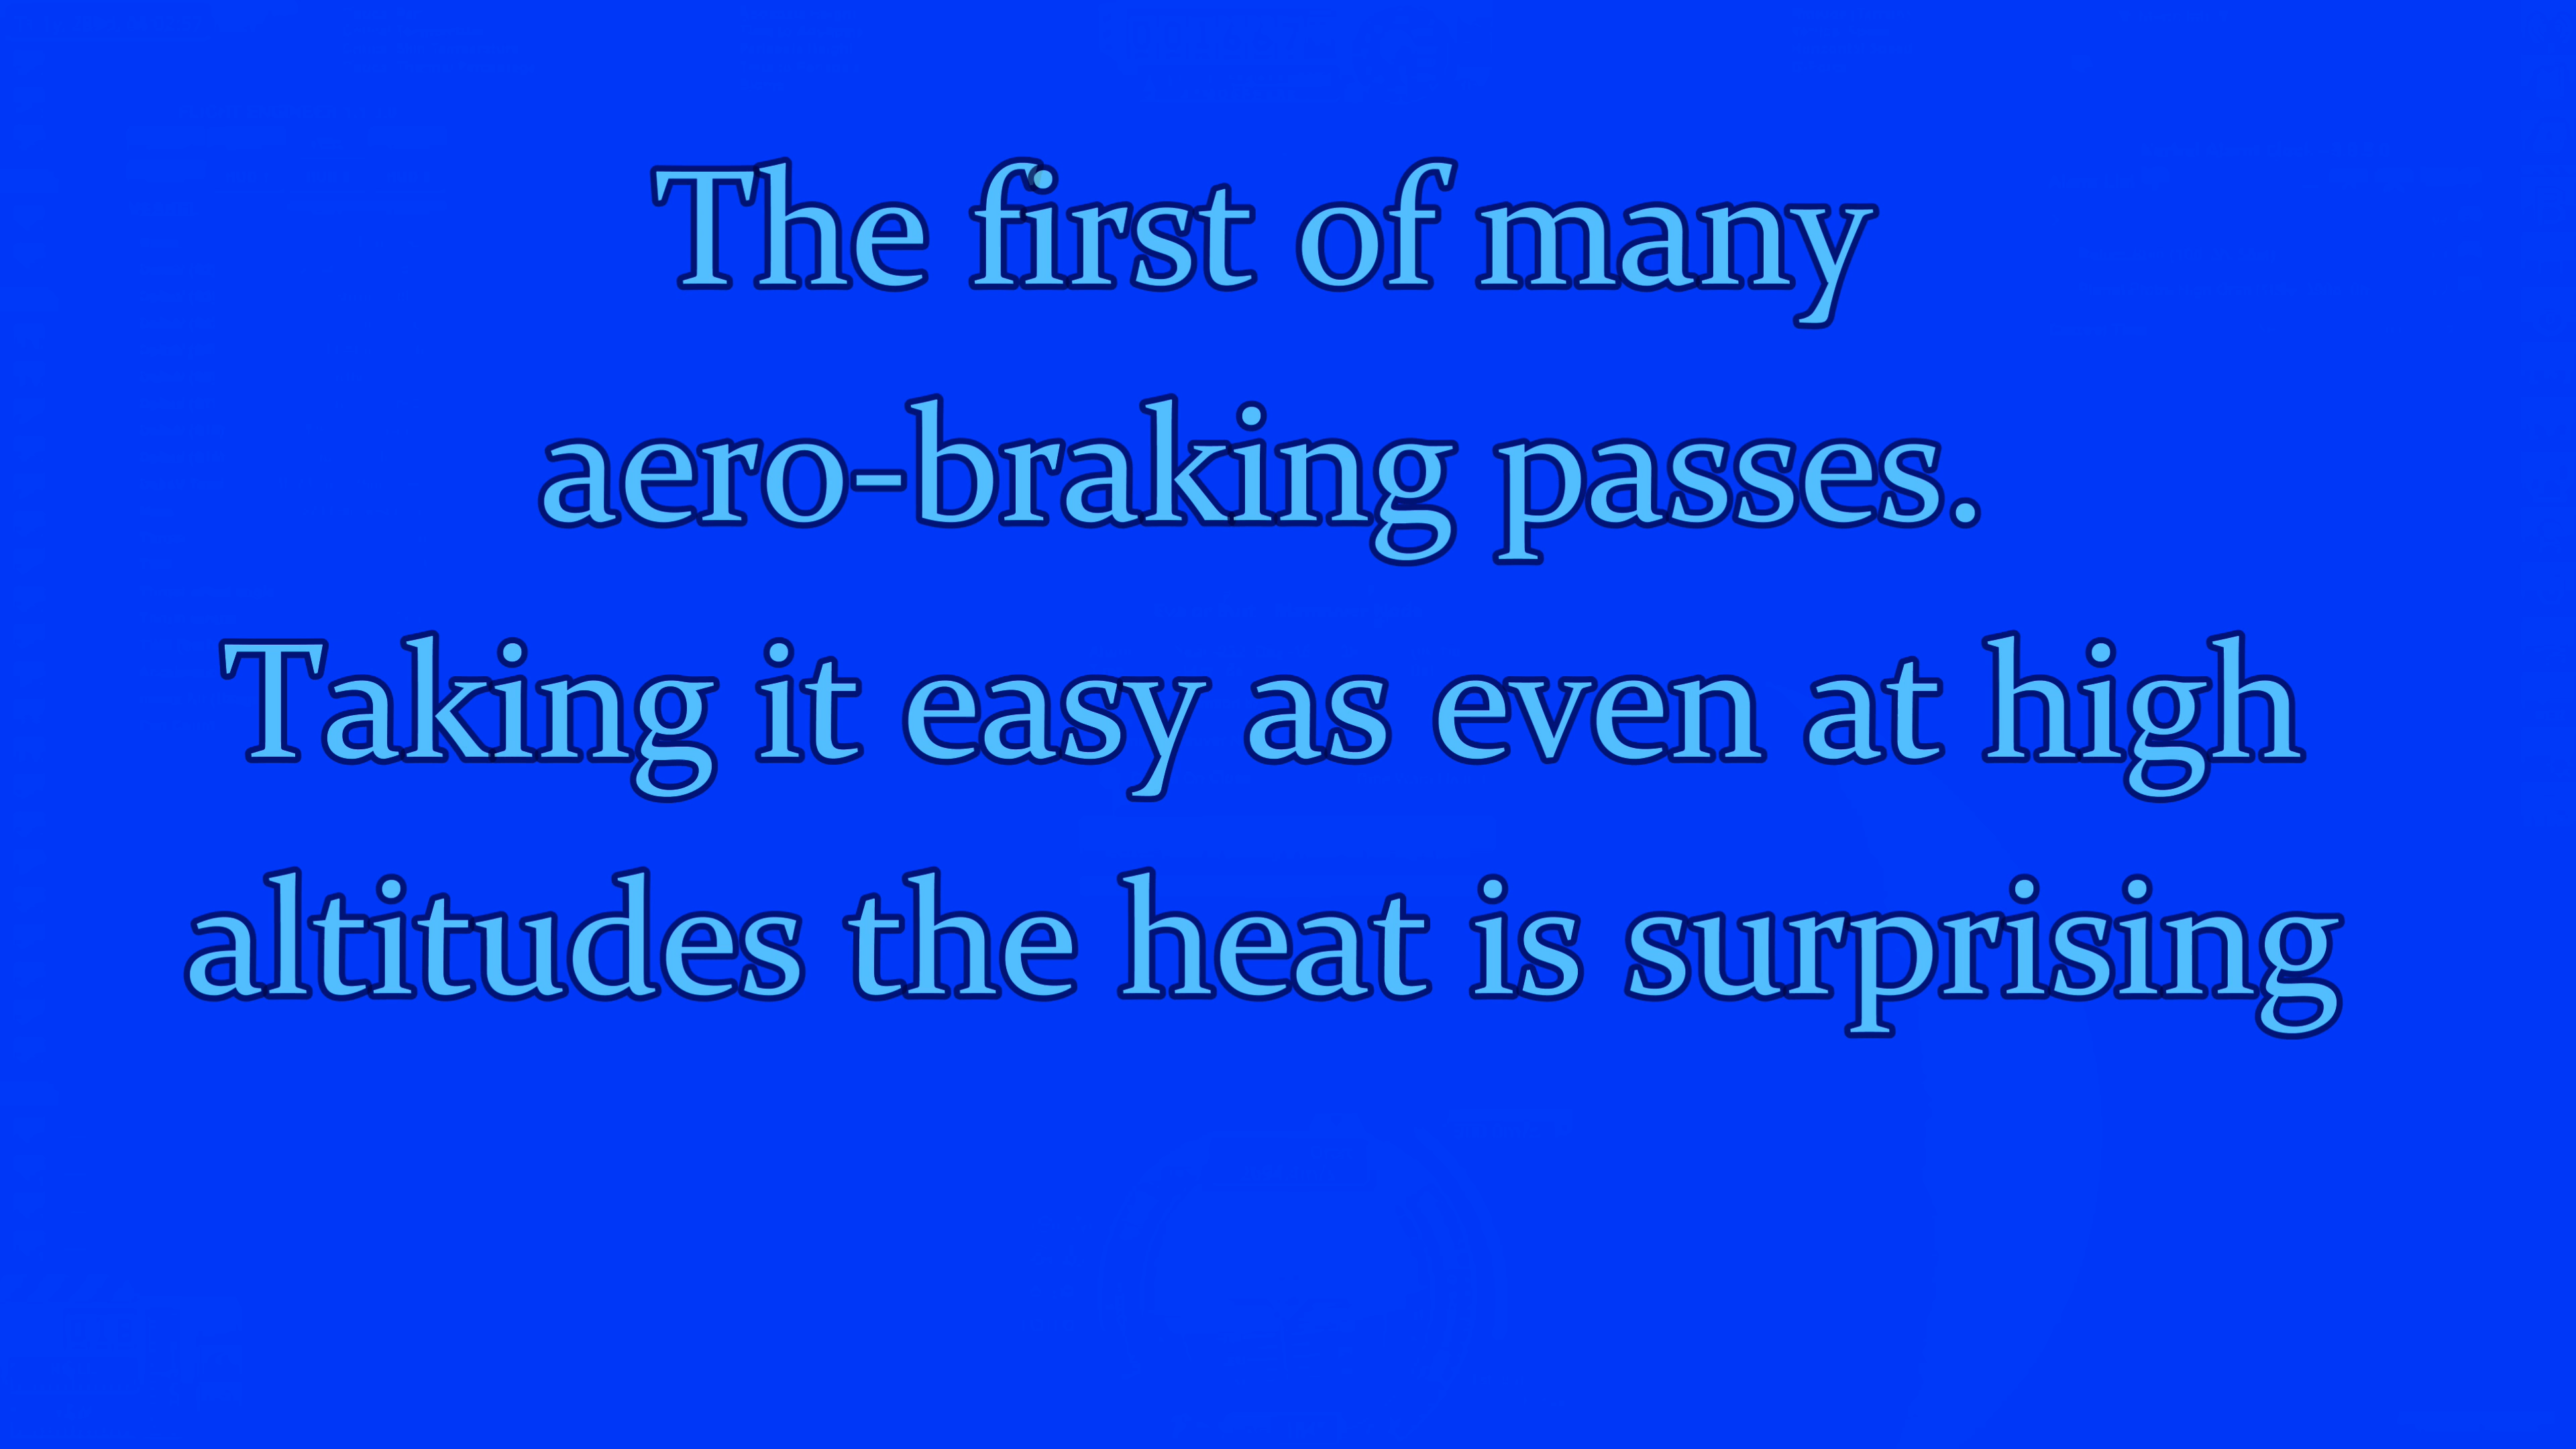 The first of many
aero-braking passes.
Taking it easy as even at high
altitudes the heat is surprising